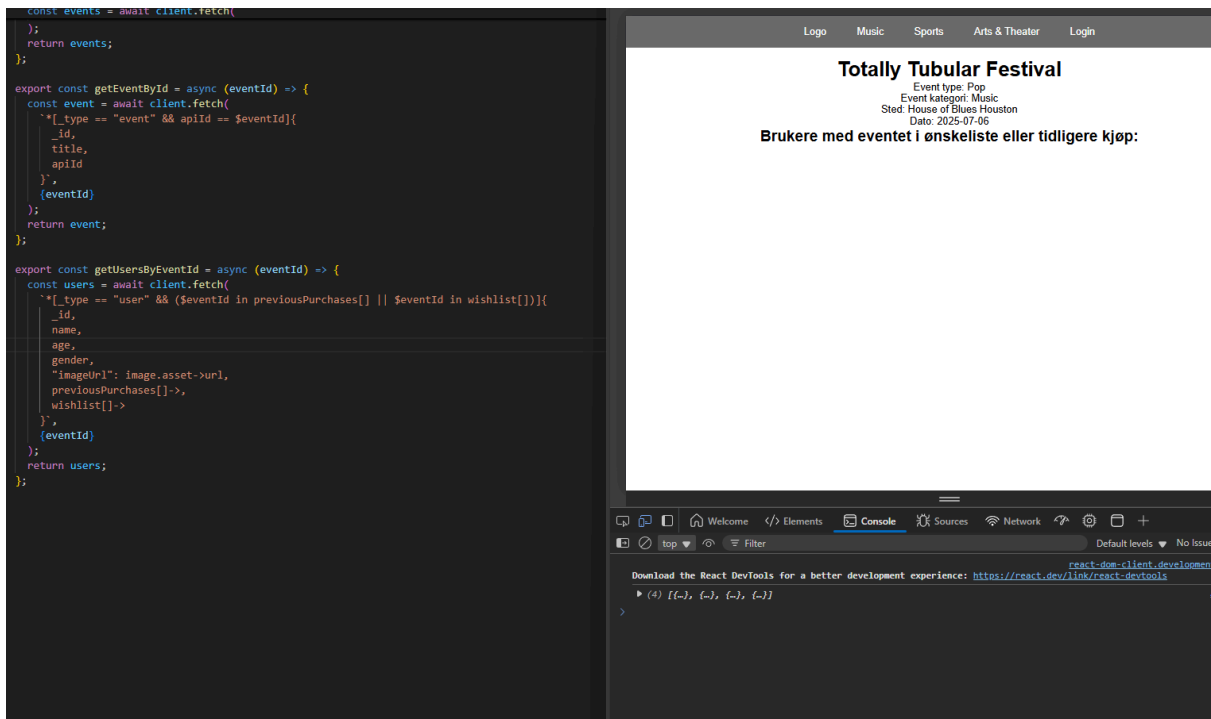 const events = await client.fetch(
);
return events;
};
export const getEventById = async (eventId) => {
const event = await client.fetch(
`*[_type == "event" && apiId == $eventId]{
_id,
title,
apiId
}`,
{eventId}
);
return event;
};
export const getUsersByEventId = async (eventId) => {
const users = await client.fetch(
`*[_type == "user" && ($eventId in previousPurchases[] || $eventId in wishlist[])]{
_id,
name,
age,
gender,
"imageUrl": image.asset->url,
previousPurchases[]->,
wishlist[]->
}`,
{eventId}
);
return users;
};
Logo Music Sports Arts & Theater Login
Totally Tubular Festival
Event type: Pop
Event kategori: Music
Sted: House of Blues Houston
Dato: 2025-07-06
Brukere med eventet i ønskeliste eller tidligere kjøp:
Welcome </> Elements Console Sources Network
top Filter Default levels No Issue
react-dom-client.developmen
Download the React DevTools for a better development experience: https://react.dev/link/react-devtools
(4) [{…}, {…}, {…}, {…}]